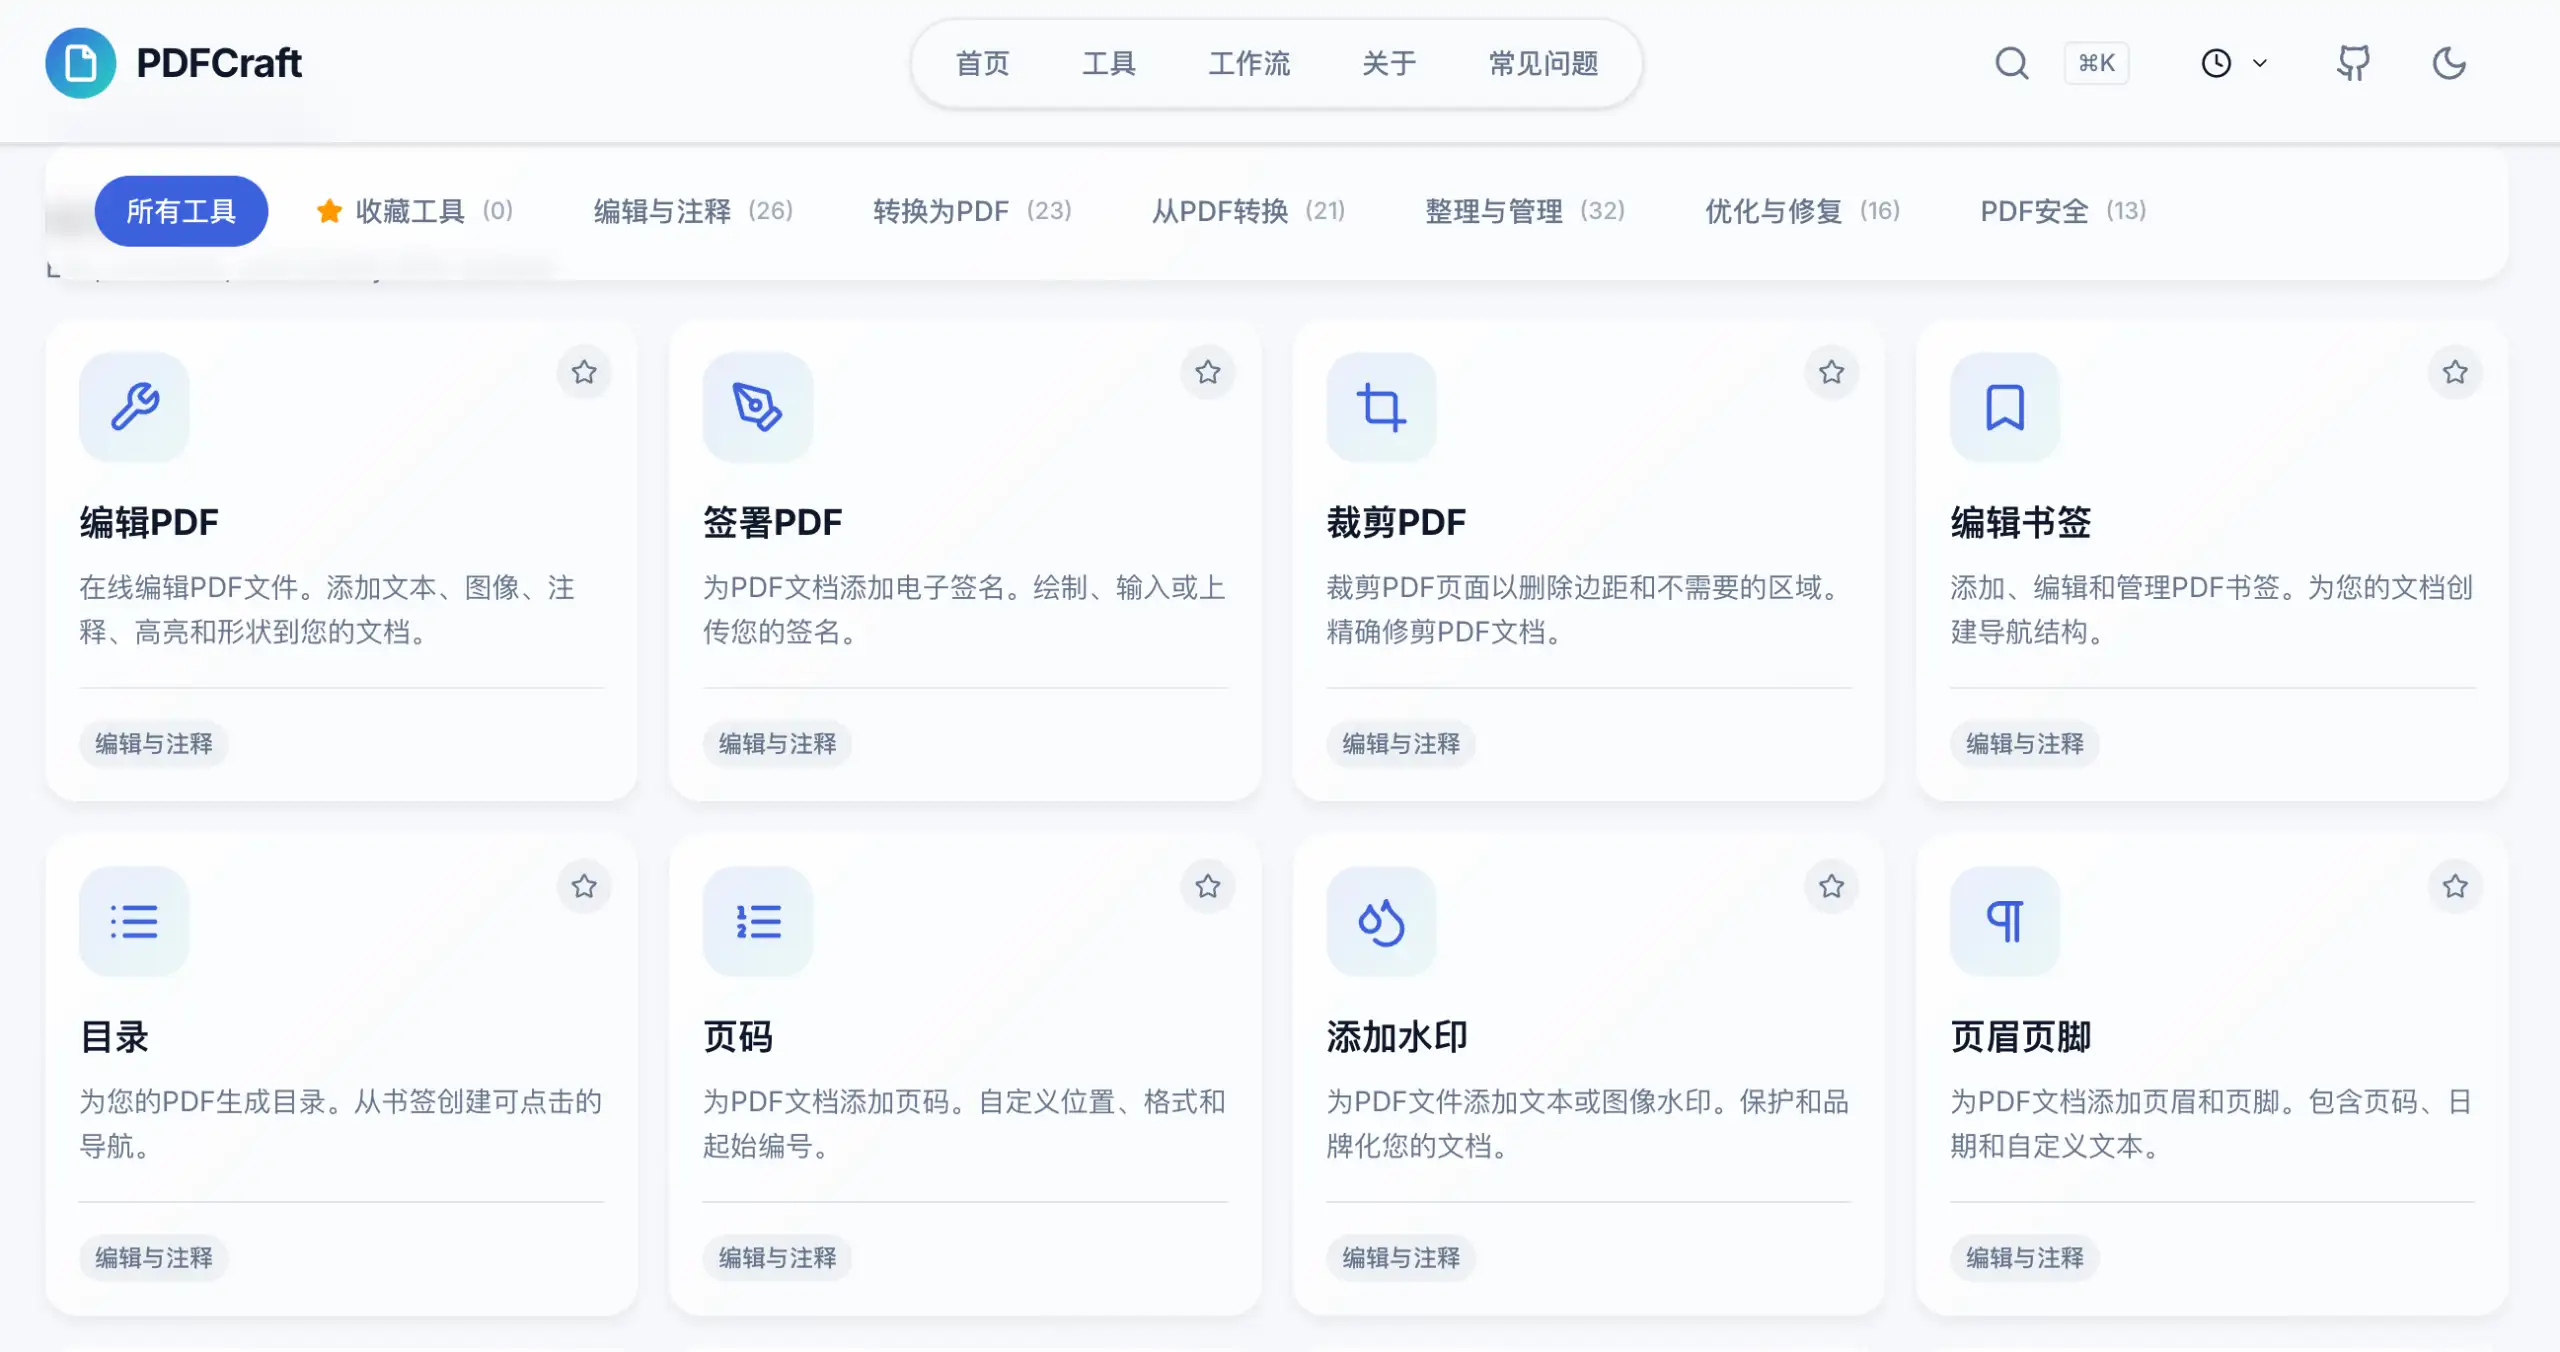 PDFCraft
首页
工具
工作流
关于
常见问题
⌘K
所有工具
收藏工具 (0)
编辑与注释 (26)
转换为PDF (23)
从PDF转换 (21)
整理与管理 (32)
优化与修复 (16)
PDF安全 (13)
编辑PDF
在线编辑PDF文件。添加文本、图像、注
释、高亮和形状到您的文档。
编辑与注释
签署PDF
为PDF文档添加电子签名。绘制、输入或上
传您的签名。
编辑与注释
裁剪PDF
裁剪PDF页面以删除边距和不需要的区域。
精确修剪PDF文档。
编辑与注释
编辑书签
添加、编辑和管理PDF书签。为您的文档创
建导航结构。
编辑与注释
目录
为您的PDF生成目录。从书签创建可点击的
导航。
编辑与注释
页码
为PDF文档添加页码。自定义位置、格式和
起始编号。
编辑与注释
添加水印
为PDF文件添加文本或图像水印。保护和品
牌化您的文档。
编辑与注释
页眉页脚
为PDF文档添加页眉和页脚。包含页码、日
期和自定义文本。
编辑与注释